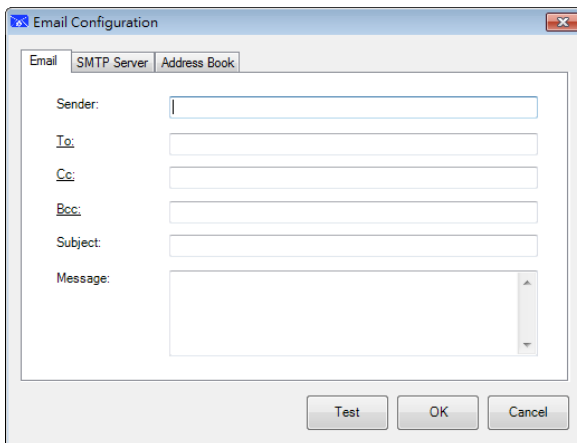 Email Configuration
Email SMTP Server Address Book
Sender:
To:
Cc:
Bcc:
Subject:
Message:
Test OK Cancel